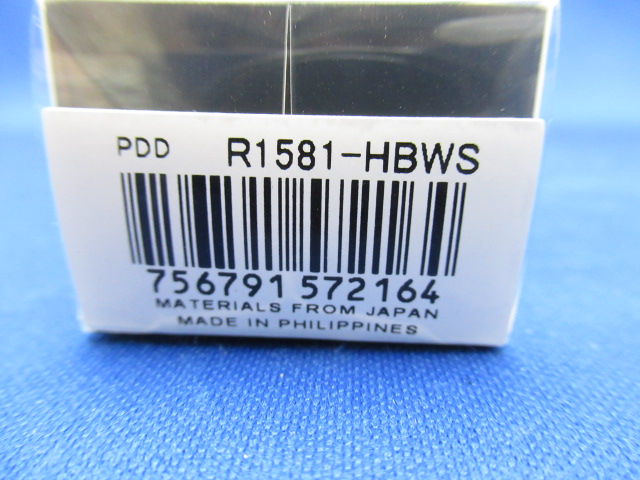 PDD R1581-HBWS
756791 572164
MATERIALS FROM JAPAN
MADE IN PHILIPPINES